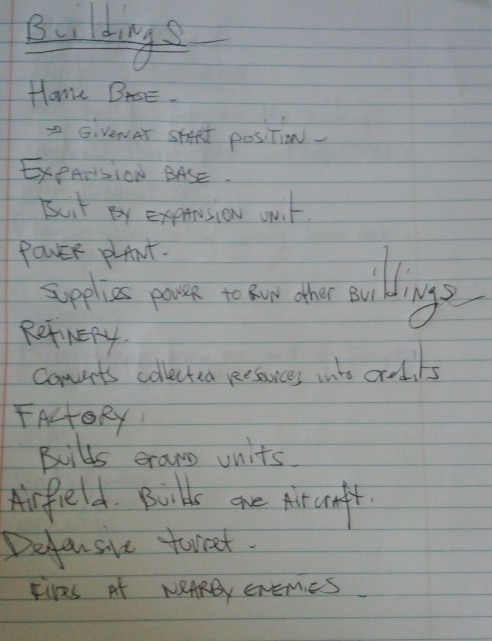 Buildings
Home BASE -
→ GIVEN AT START position -
EXPANSION BASE -
Buit By EXPANSION UNIT.
POWER PLANT -
Supplies power to RUN other Buildings
REfINERY.
Converts collected resources into credits
FACTORY.
Builds GROUND units -
Airfield. Builds one Aircraft.
Defensive turret -
FIRES At NEARBY ENEMIES -